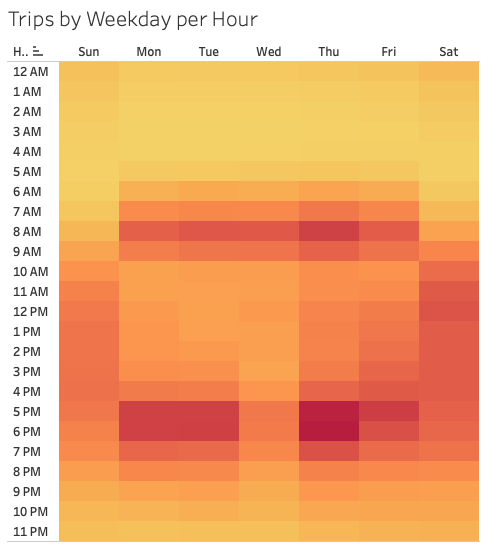 Trips by Weekday per Hour
H.. Sun Mon Tue Wed Thu Fri Sat
12 AM
1 AM
2 AM
3 AM
4 AM
5 AM
6 AM
7 AM
8 AM
9 AM
10 AM
11 AM
12 PM
1 PM
2 PM
3 PM
4 PM
5 PM
6 PM
7 PM
8 PM
9 PM
10 PM
11 PM